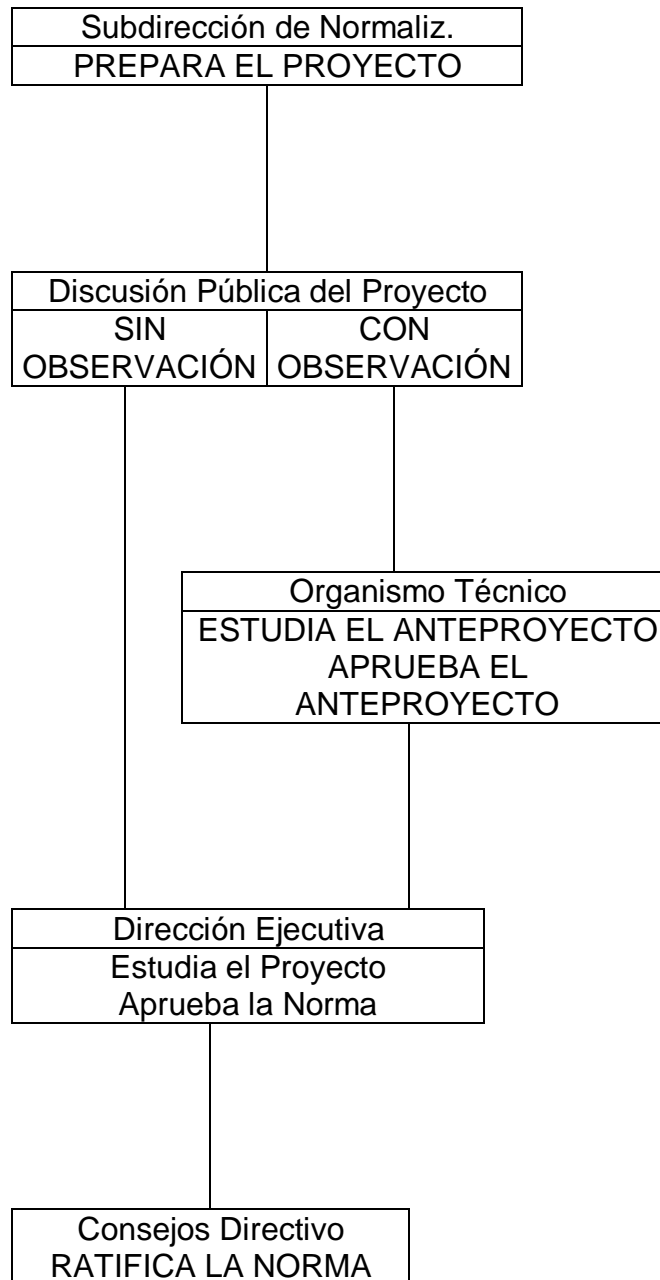 Subdirección de Normaliz.
PREPARA EL PROYECTO
Discusión Pública del Proyecto
SIN
OBSERVACIÓN
CON
OBSERVACIÓN
Organismo Técnico
ESTUDIA EL ANTEPROYECTO
APRUEBA EL
ANTEPROYECTO
Dirección Ejecutiva
Estudia el Proyecto
Aprueba la Norma
Consejos Directivo
RATIFICA LA NORMA